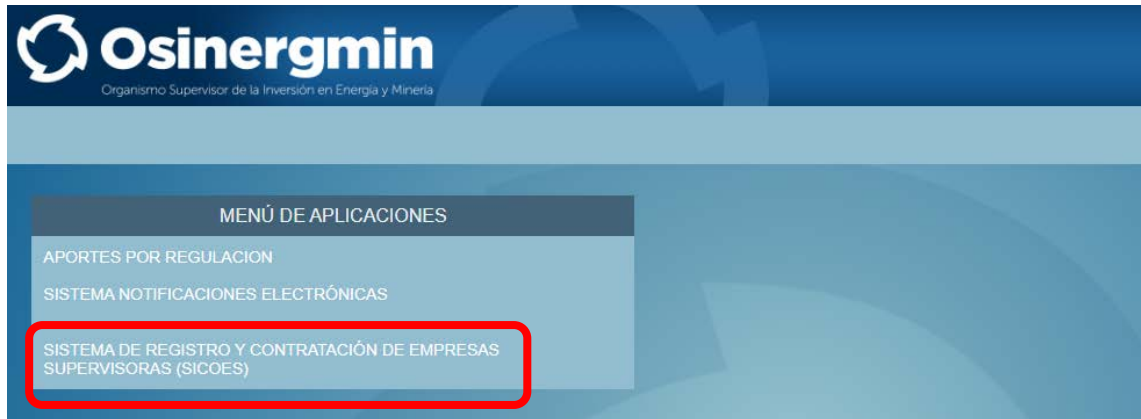 Osinergmin
Organismo Supervisor de la Inversión en Energía y Minería
MENÚ DE APLICACIONES
APORTES POR REGULACION
SISTEMA NOTIFICACIONES ELECTRÓNICAS
SISTEMA DE REGISTRO Y CONTRATACIÓN DE EMPRESAS
SUPERVISORAS (SICOES)